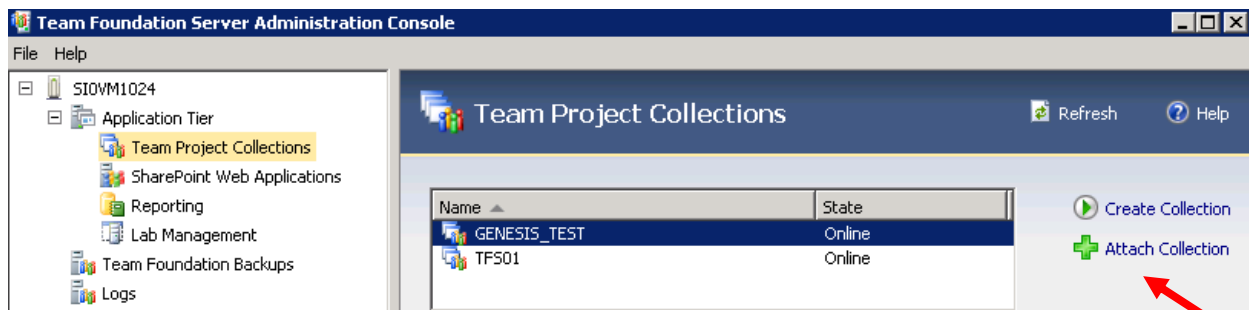 Team Foundation Server Administration Console
File Help
SI0VM1024
Application Tier
Team Project Collections
SharePoint Web Applications
Reporting
Lab Management
Team Foundation Backups
Logs
Team Project Collections
Refresh Help
Name State
GENESIS_TEST Online
TFS01 Online
Create Collection
Attach Collection